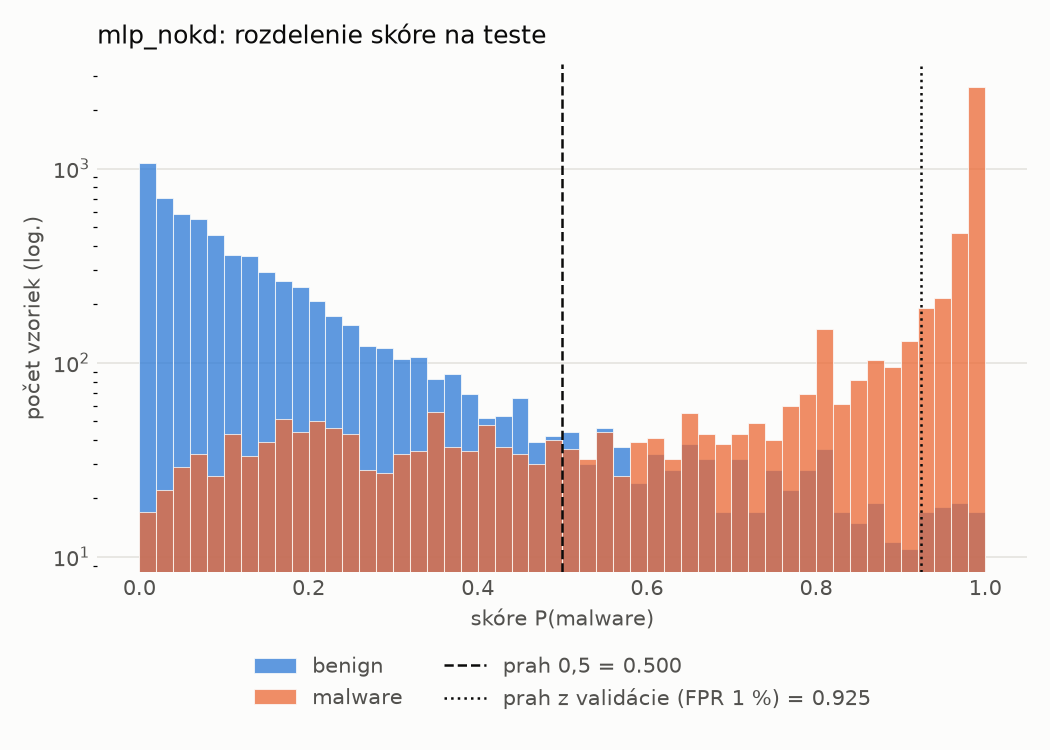 mlp_nokd: rozdelenie skóre na teste
počet vzoriek (log.)
10³
10²
10¹
0.0 0.2 0.4 0.6 0.8 1.0
skóre P(malware)
benign
malware
prah 0,5 = 0.500
prah z validácie (FPR 1 %) = 0.925